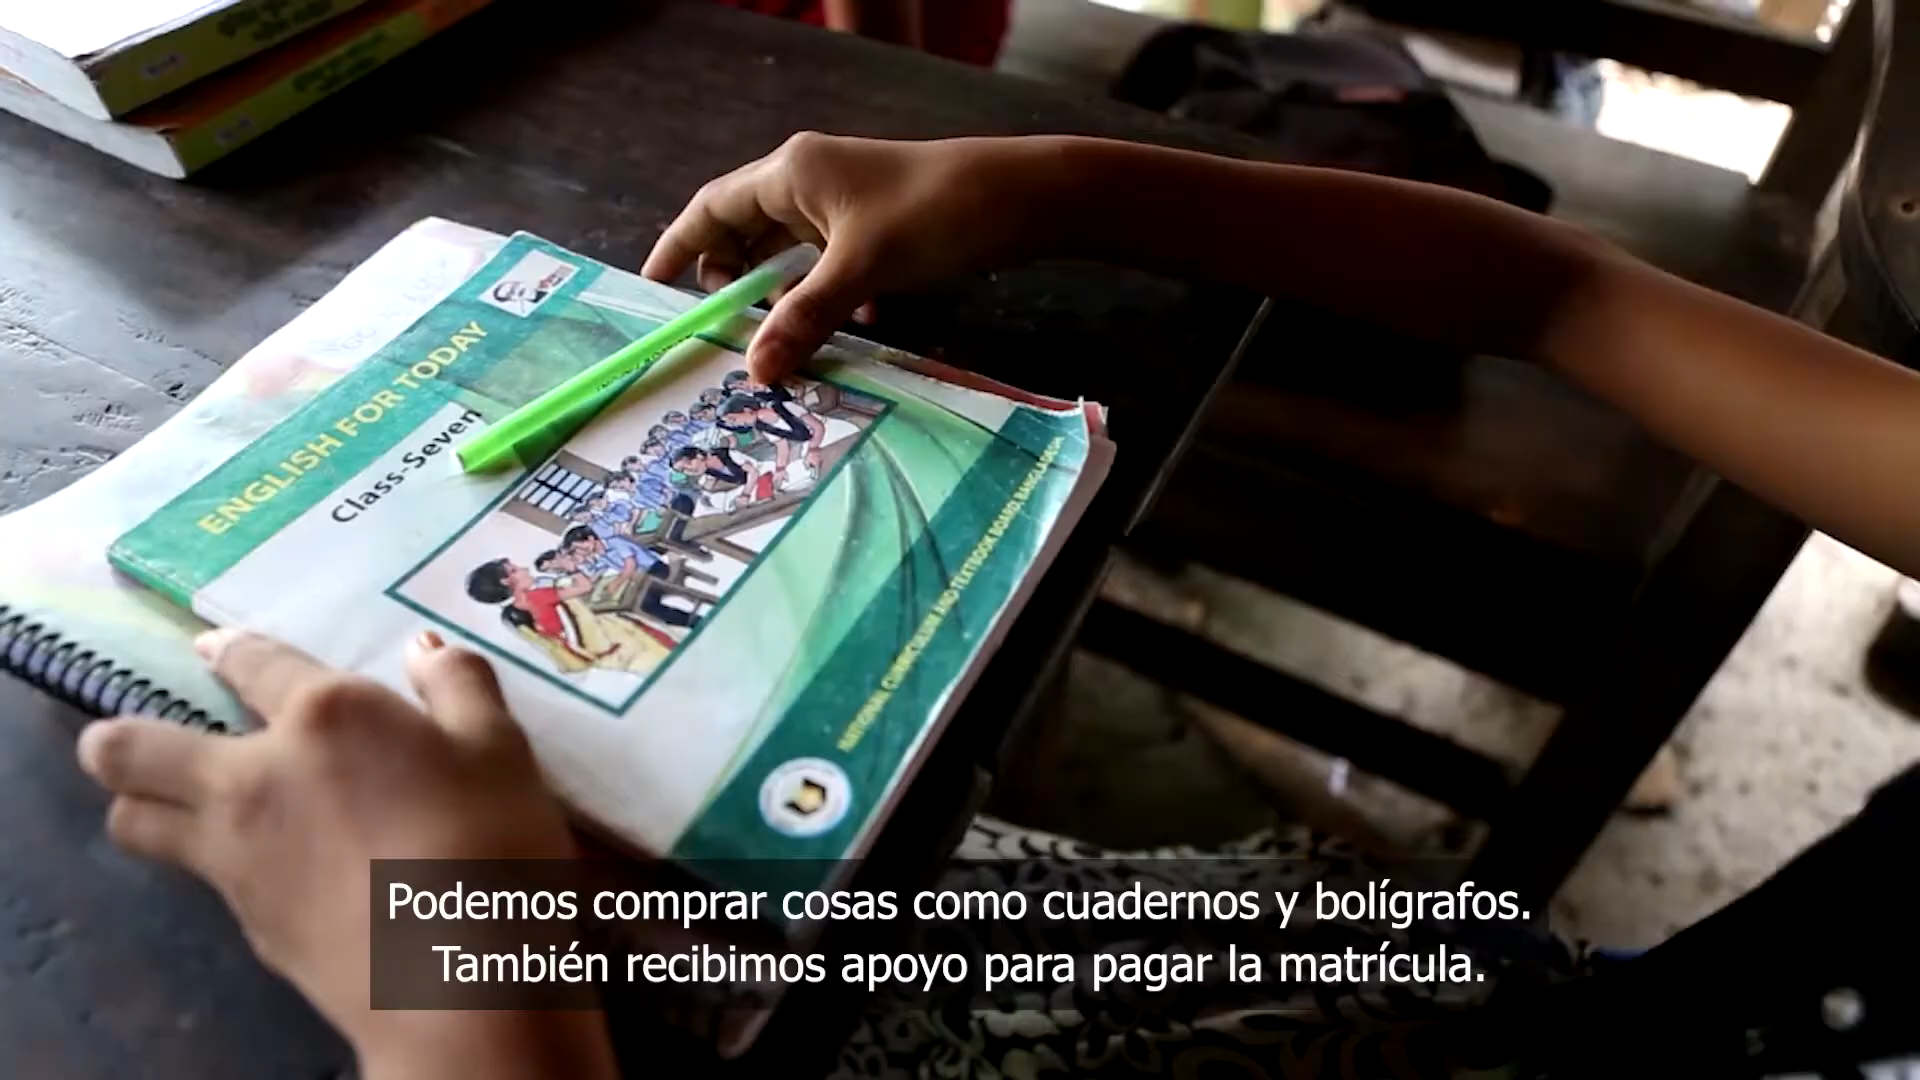 ENGLISH FOR TODAY
Class-Seven
NATIONAL CURRICULUM AND TEXTBOOK BOARD, BANGLADESH
Podemos comprar cosas como cuadernos y bolígrafos.
También recibimos apoyo para pagar la matrícula.